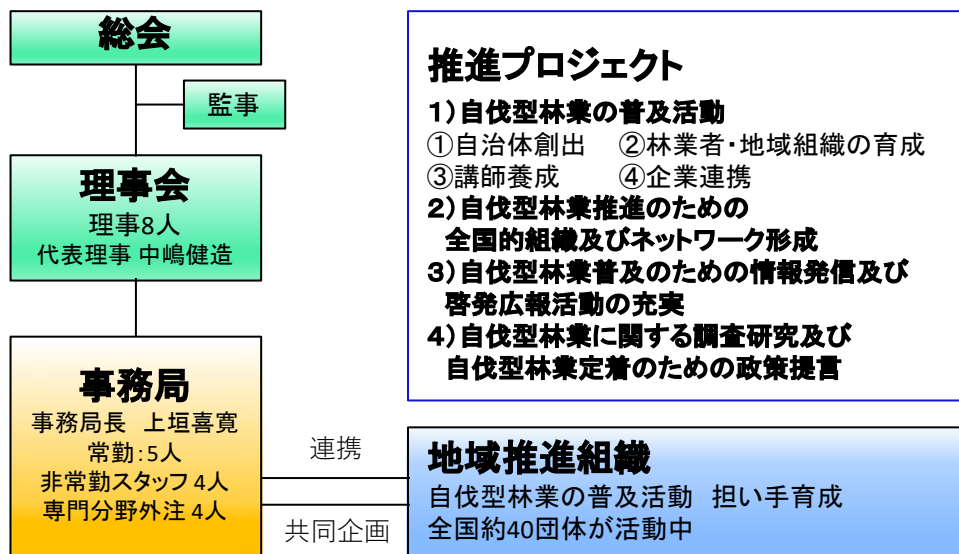 総会
監事
理事会
理事8人
代表理事 中嶋健造
事務局
事務局長　上垣喜寛
常勤：5人
非常勤スタッフ 4人
専門分野外注 4人
推進プロジェクト
１）自伐型林業の普及活動
①自治体創出　②林業者・地域組織の育成
③講師養成　④企業連携
２）自伐型林業推進のための
全国的組織及びネットワーク形成
３）自伐型林業普及のための情報発信及び
啓発広報活動の充実
４）自伐型林業に関する調査研究及び
自伐型林業定着のための政策提言
連携
共同企画
地域推進組織
自伐型林業の普及活動　担い手育成
全国約40団体が活動中